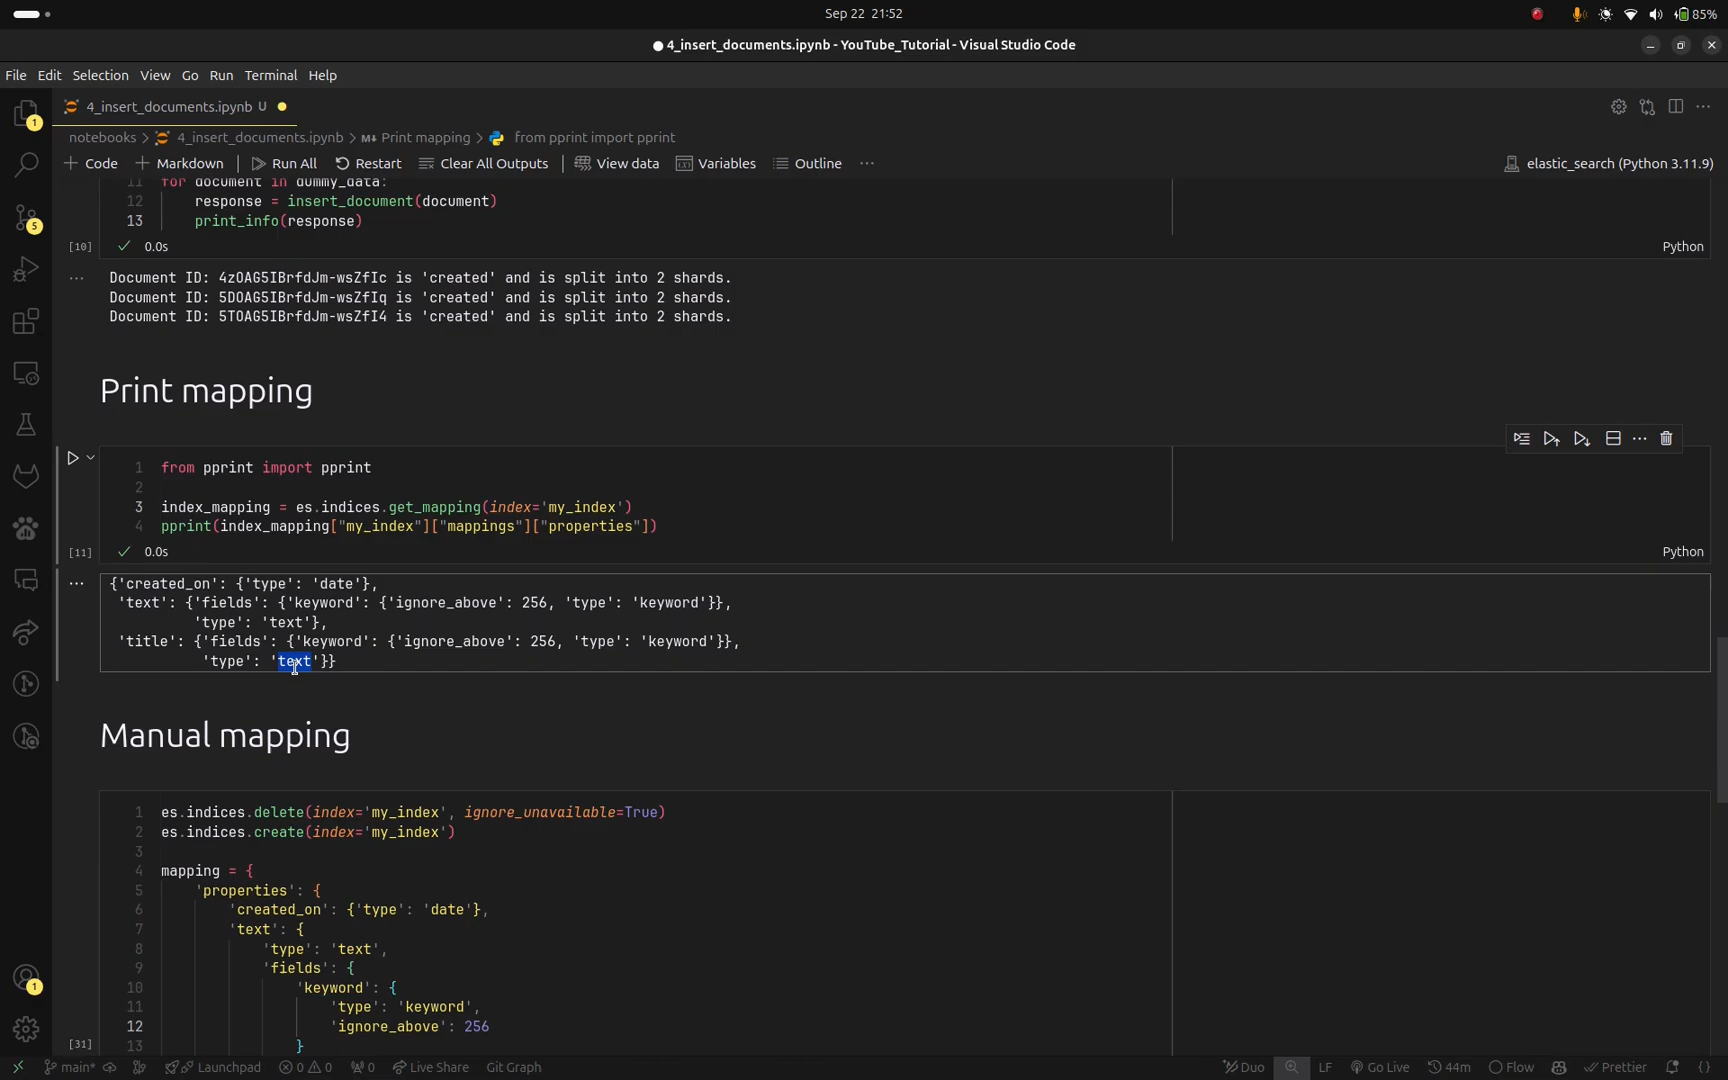 Sep 22 21:52
85%
4_insert_documents.ipynb - YouTube_Tutorial - Visual Studio Code
File Edit Selection View Go Run Terminal Help
4_insert_documents.ipynb U
notebooks > 4_insert_documents.ipynb > M↓ Print mapping > from pprint import pprint
+ Code + Markdown | Run All Restart Clear All Outputs | View data Variables Outline ···
elastic_search (Python 3.11.9)
11 for document in dummy_data:
12 response = insert_document(document)
13 print_info(response)
[10] ✓ 0.0s Python
··· Document ID: 4zOAG5IBrfdJm-wsZfIc is 'created' and is split into 2 shards.
Document ID: 5DOAG5IBrfdJm-wsZfIq is 'created' and is split into 2 shards.
Document ID: 5TOAG5IBrfdJm-wsZfI4 is 'created' and is split into 2 shards.
Print mapping
1 from pprint import pprint
2
3 index_mapping = es.indices.get_mapping(index='my_index')
4 pprint(index_mapping["my_index"]["mappings"]["properties"])
[11] ✓ 0.0s Python
··· {'created_on': {'type': 'date'},
'text': {'fields': {'keyword': {'ignore_above': 256, 'type': 'keyword'}},
'type': 'text'},
'title': {'fields': {'keyword': {'ignore_above': 256, 'type': 'keyword'}},
'type': 'text'}}
Manual mapping
1 es.indices.delete(index='my_index', ignore_unavailable=True)
2 es.indices.create(index='my_index')
3
4 mapping = {
5 'properties': {
6 'created_on': {'type': 'date'},
7 'text': {
8 'type': 'text',
9 'fields': {
10 'keyword': {
11 'type': 'keyword',
12 'ignore_above': 256
[31] 13 }
1
5
1
main* Launchpad 0 0 0 Live Share Git Graph
Duo LF Go Live 44m Flow Prettier {}